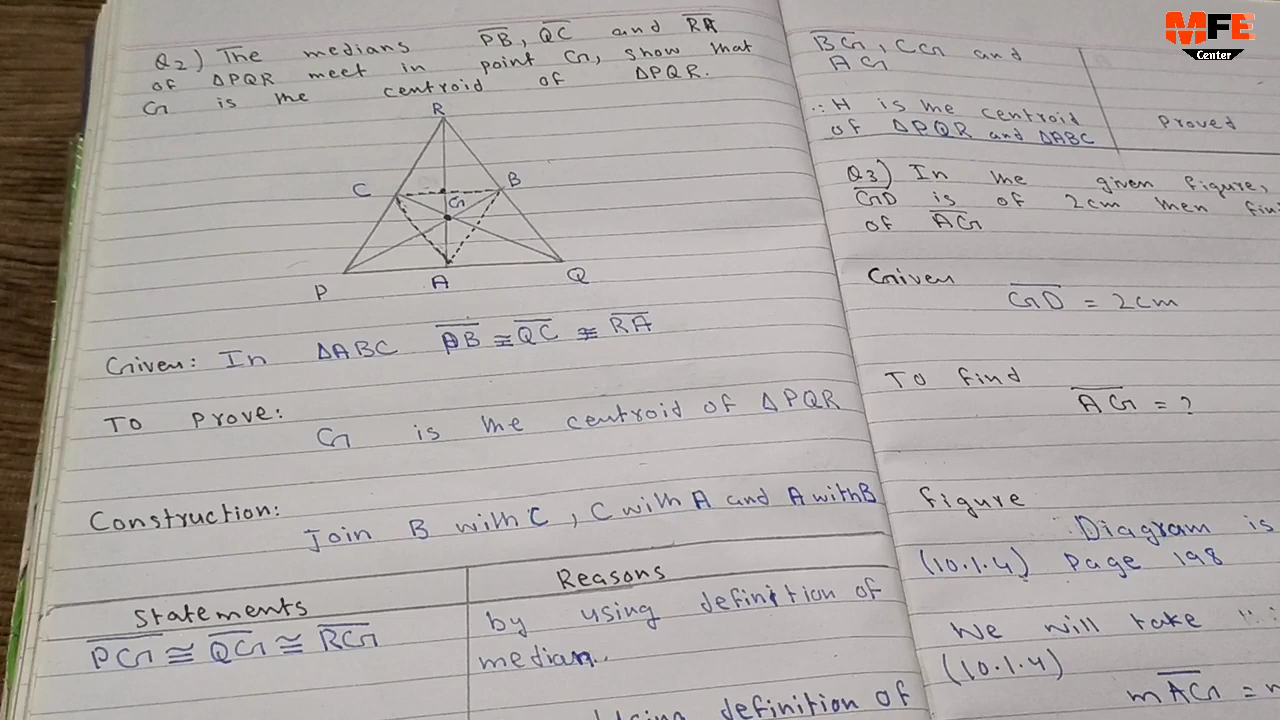 Q2) The medians PB, QC and RA
of ΔPQR meet in point G, show that
G is the centroid of ΔPQR.
R
C
B
G
P
A
Q
Given: In ΔABC PB ≅ QC ≅ RA
To Prove:
G is the centroid of ΔPQR
Construction:
Join B with C, C with A and A with B
Statements
Reasons
PG ≅ QG ≅ RG
by using definition of
median.
Using definition of
BG, CG and
AG
∴ H is the centroid
of ΔPQR and ΔABC
Proved
Q3) In the given figure,
GD is of 2cm then
of AG
Given
GD = 2cm
To find
AG = ?
figure
Diagram is
(10.1.4) Page 198
We will take
(10.1.4)
mAG =
MFE
Center